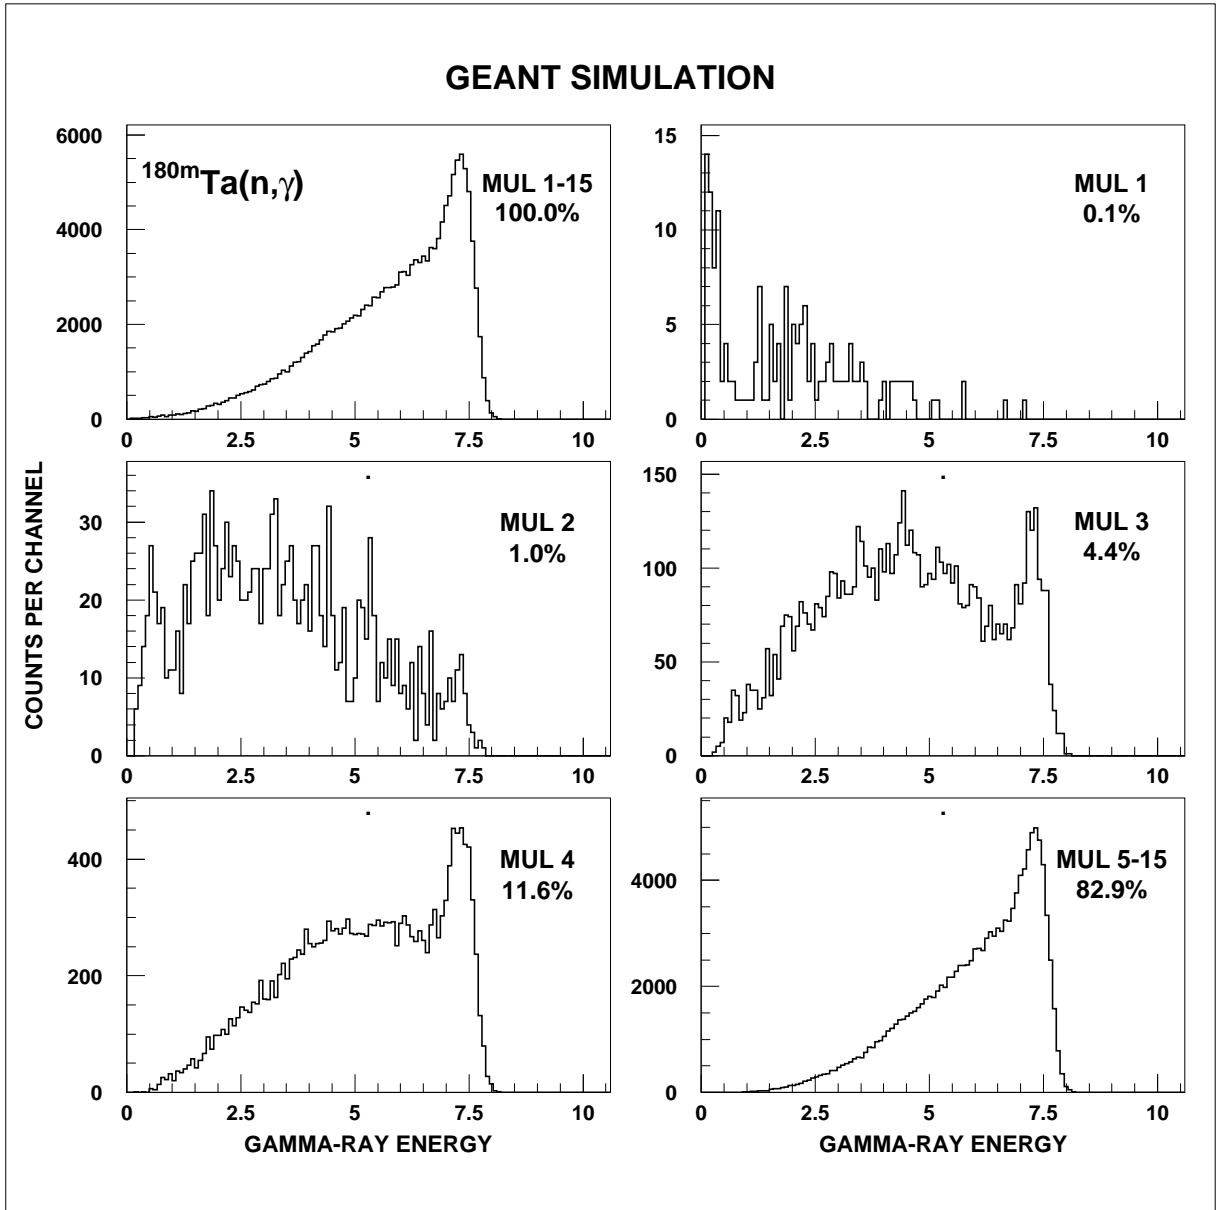 GEANT SIMULATION
180mTa(n,γ)
MUL 1-15
100.0%
6000
4000
2000
0
0 2.5 5 7.5 10
MUL 1
0.1%
15
10
5
0
0 2.5 5 7.5 10
COUNTS PER CHANNEL
MUL 2
1.0%
30
20
10
0
0 2.5 5 7.5 10
MUL 3
4.4%
150
100
50
0
0 2.5 5 7.5 10
MUL 4
11.6%
400
200
0
0 2.5 5 7.5 10
GAMMA-RAY ENERGY
MUL 5-15
82.9%
4000
2000
0
0 2.5 5 7.5 10
GAMMA-RAY ENERGY